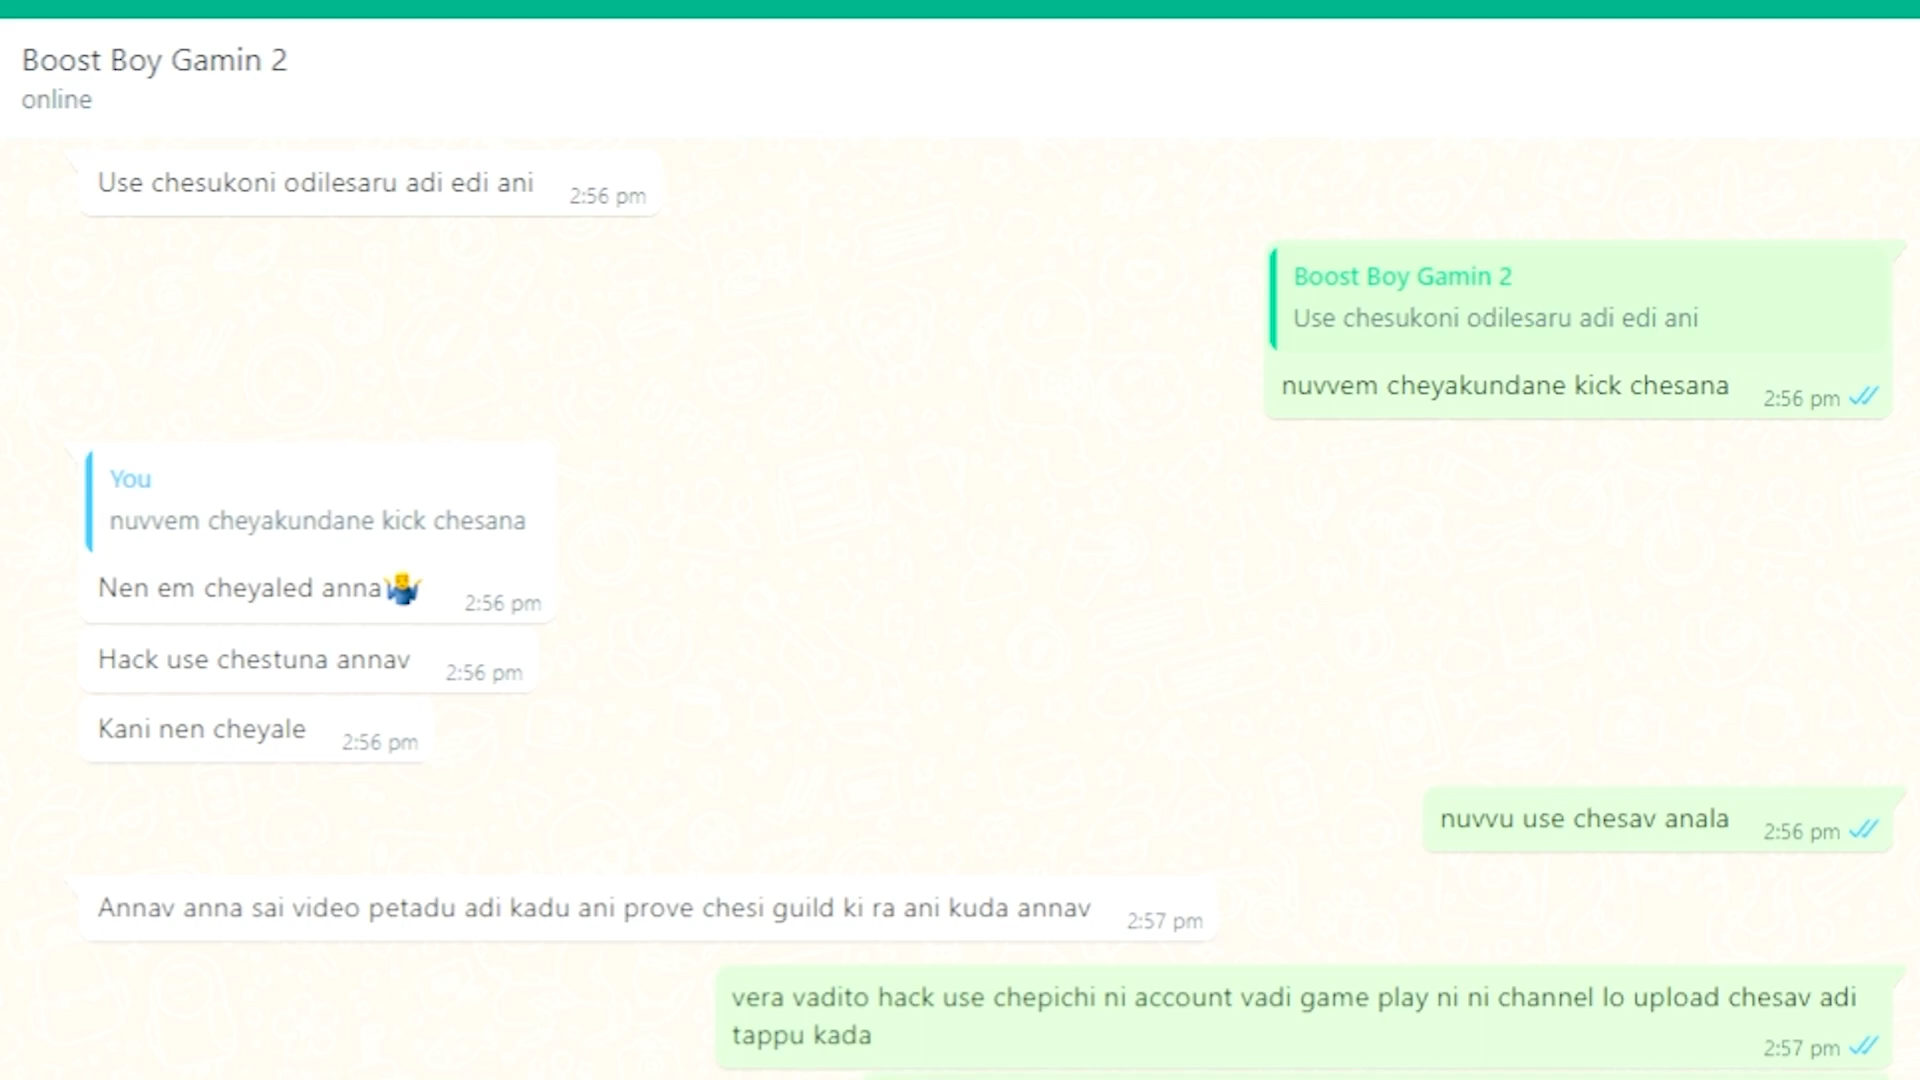 Boost Boy Gamin 2
online
Use chesukoni odilesaru adi edi ani 2:56 pm
Boost Boy Gamin 2
Use chesukoni odilesaru adi edi ani
nuvvem cheyakundane kick chesana 2:56 pm
You
nuvvem cheyakundane kick chesana
Nen em cheyaled anna🤷‍♂️ 2:56 pm
Hack use chestuna annav 2:56 pm
Kani nen cheyale 2:56 pm
nuvvu use chesav anala 2:56 pm
Annav anna sai video petadu adi kadu ani prove chesi guild ki ra ani kuda annav 2:57 pm
vera vadito hack use chepichi ni account vadi game play ni ni channel lo upload chesav adi
tappu kada 2:57 pm